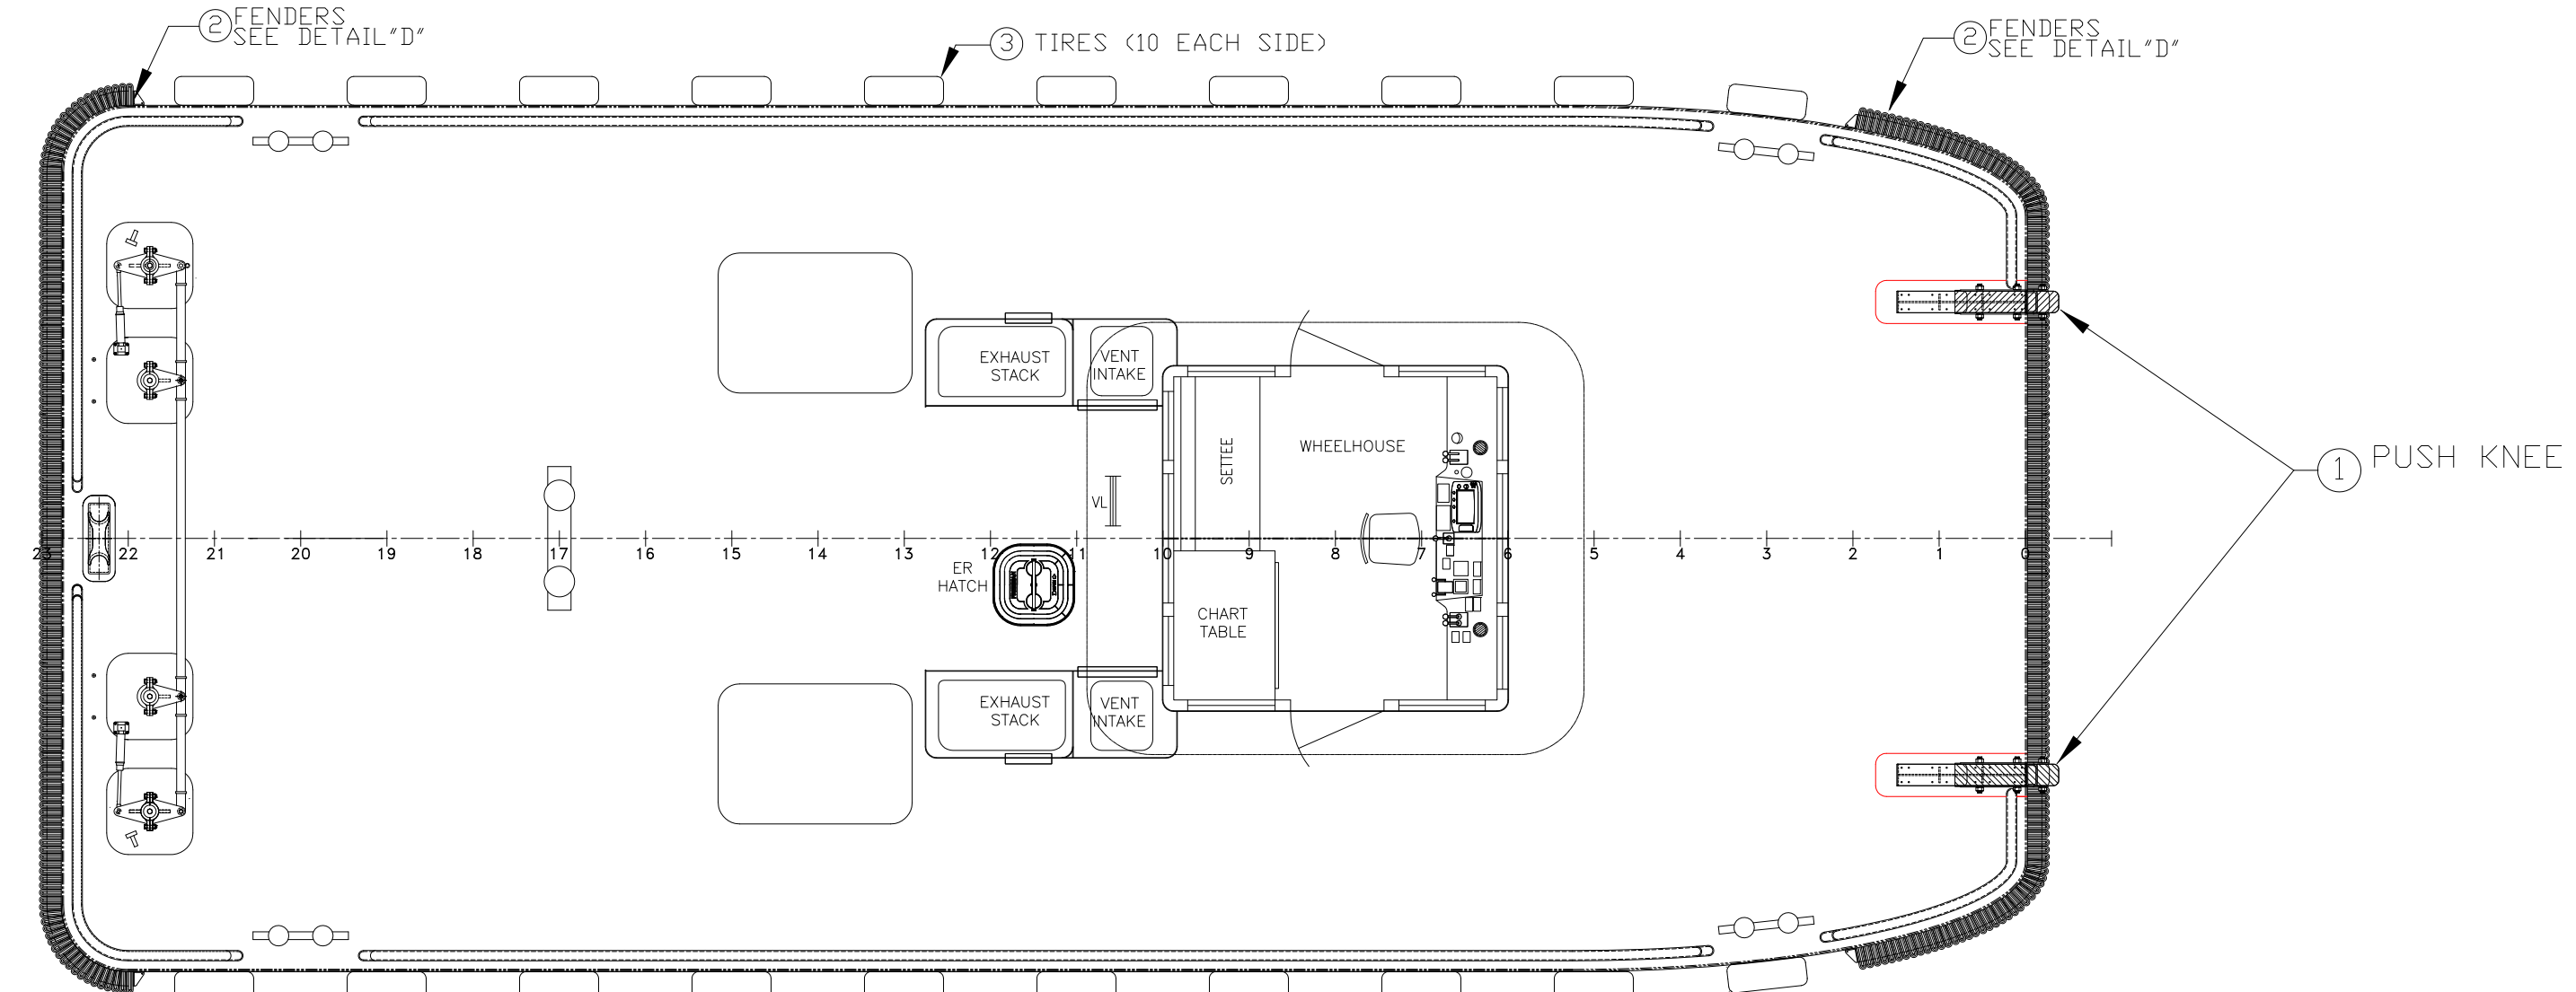 2 FENDERS
SEE DETAIL"D"
3 TIRES (10 EACH SIDE)
2 FENDERS
SEE DETAIL"D"
EXHAUST
STACK
VENT
INTAKE
SETTEE
WHEELHOUSE
1 PUSH KNEE
VL
23 22 21 20 19 18 17 16 15 14 13 12 11 10 9 8 7 6 5 4 3 2 1 0
ER
HATCH
CHART
TABLE
EXHAUST
STACK
VENT
INTAKE